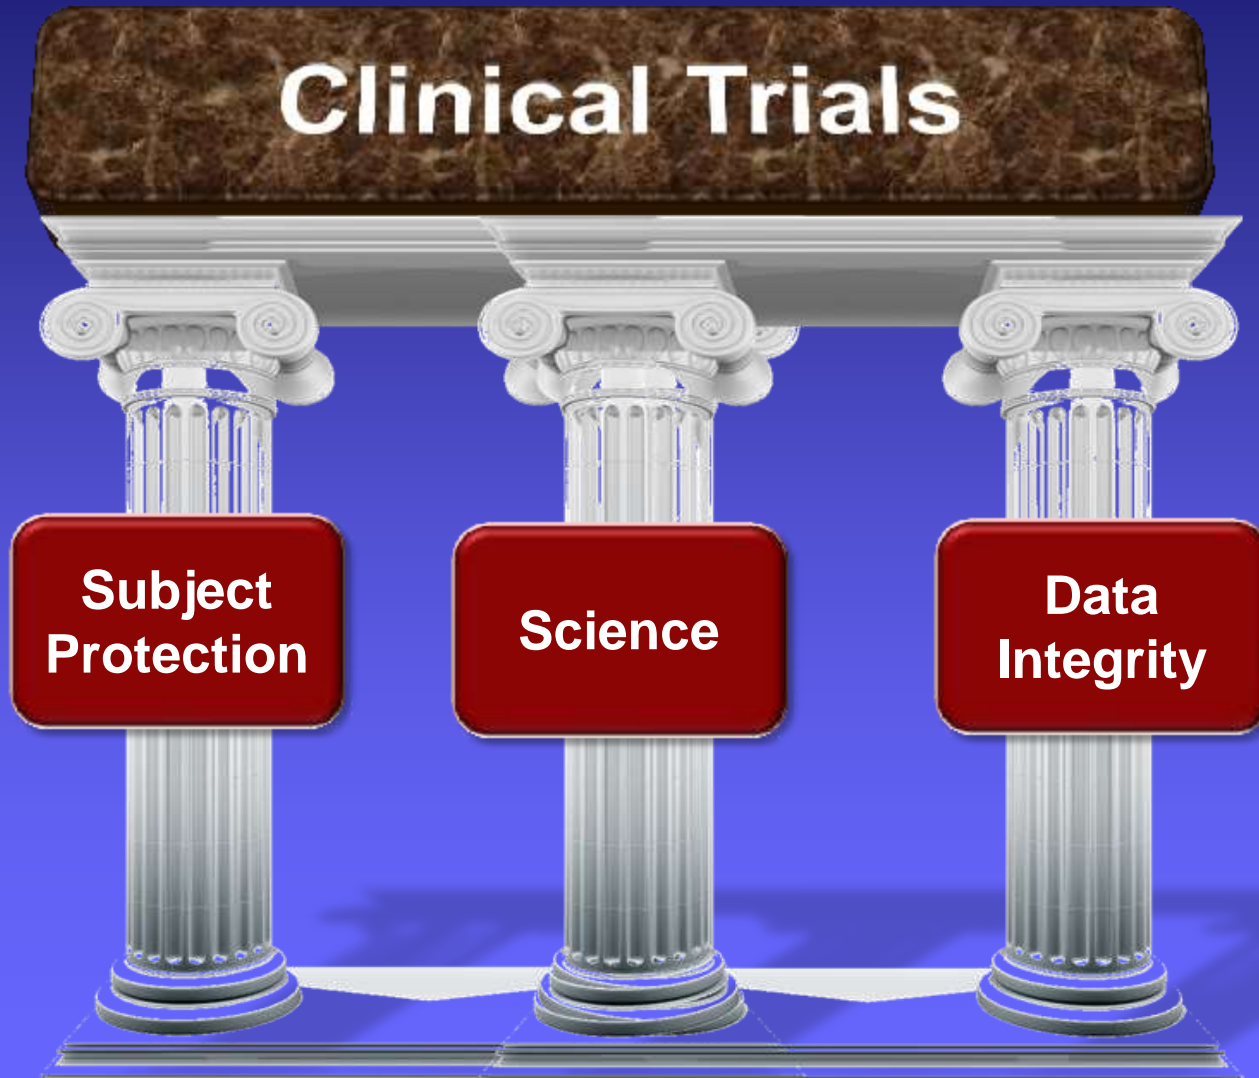 Clinical Trials
Subject
Protection
Science
Data
Integrity